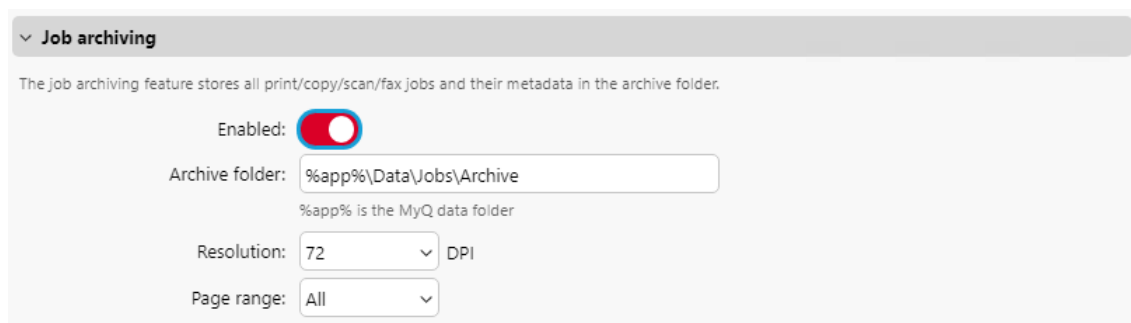 Job archiving
The job archiving feature stores all print/copy/scan/fax jobs and their metadata in the archive folder.
Enabled:
Archive folder: %app%\Data\Jobs\Archive
%app% is the MyQ data folder
Resolution: 72 DPI
Page range: All